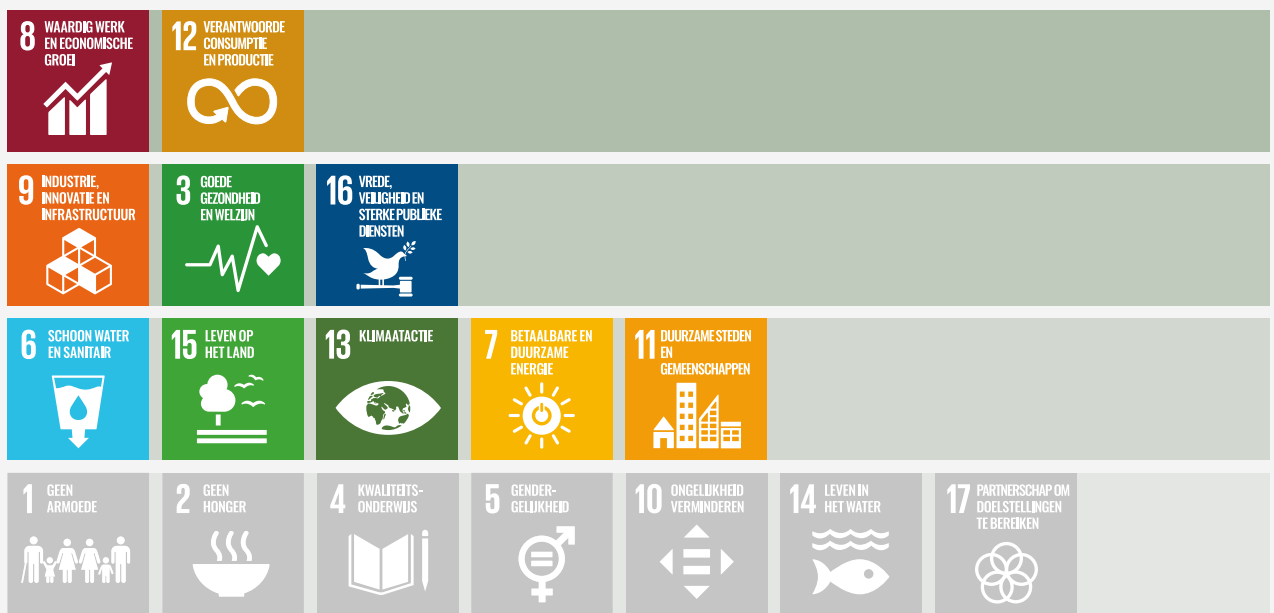 8 WAARDIG WERK
EN ECONOMISCHE
GROEI
12 VERANTWOORDE
CONSUMPTIE
EN PRODUCTIE
9 INDUSTRIE,
INNOVATIE EN
INFRASTRUCTUUR
3 GOEDE
GEZONDHEID
EN WELZIJN
16 VREDE,
VEILIGHEID EN
STERKE PUBLIEKE
DIENSTEN
6 SCHOON WATER
EN SANITAIR
15 LEVEN OP
HET LAND
13 KLIMAATACTIE
7 BETAALBARE EN
DUURZAME
ENERGIE
11 DUURZAME STEDEN
EN
GEMEENSCHAPPEN
1 GEEN
ARMOEDE
2 GEEN
HONGER
4 KWALITEITS-
ONDERWIJS
5 GENDER-
GELIJKHEID
10 ONGELIJKHEID
VERMINDEREN
14 LEVEN IN
HET WATER
17 PARTNERSCHAP OM
DOELSTELLINGEN
TE BEREIKEN